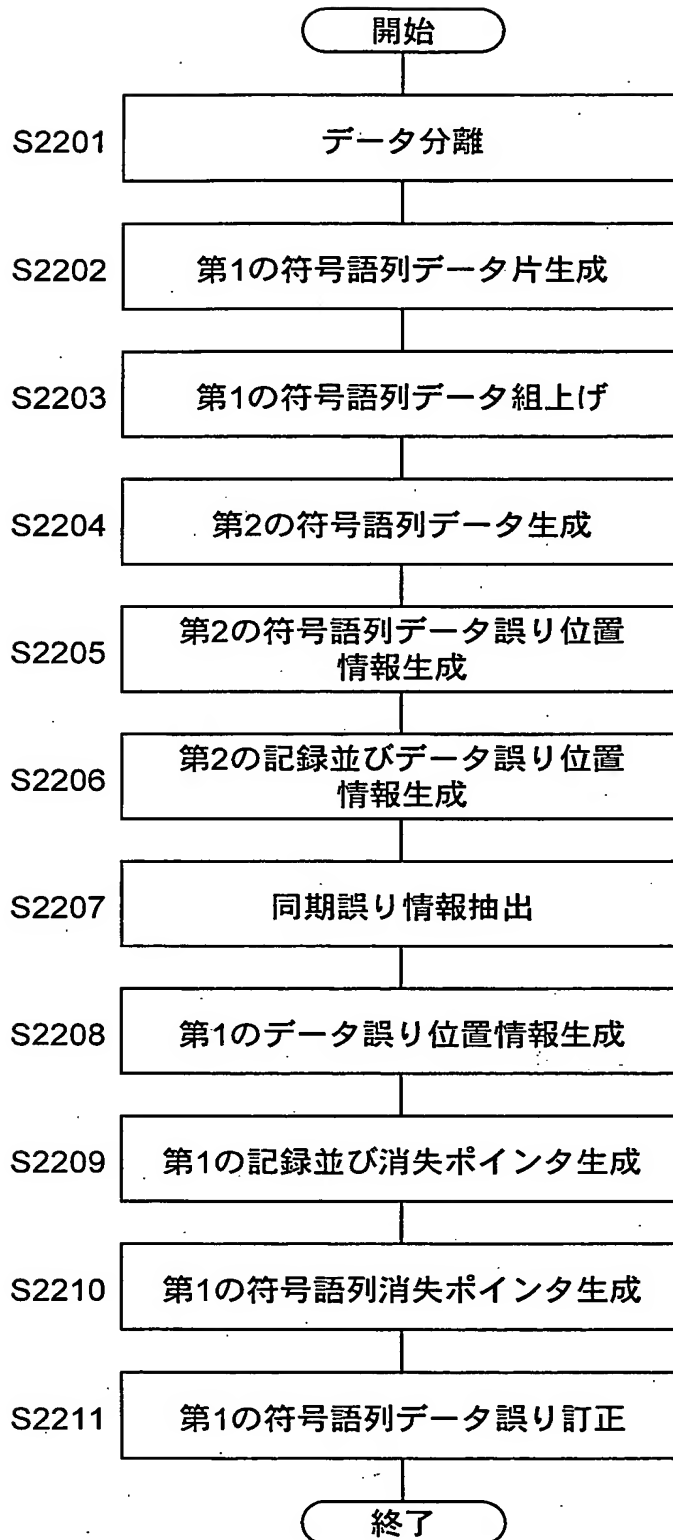 開始
S2201 データ分離
S2202 第1の符号語列データ片生成
S2203 第1の符号語列データ組上げ
S2204 第2の符号語列データ生成
S2205 第2の符号語列データ誤り位置
情報生成
S2206 第2の記録並びデータ誤り位置
情報生成
S2207 同期誤り情報抽出
S2208 第1のデータ誤り位置情報生成
S2209 第1の記録並び消失ポインタ生成
S2210 第1の符号語列消失ポインタ生成
S2211 第1の符号語列データ誤り訂正
終了